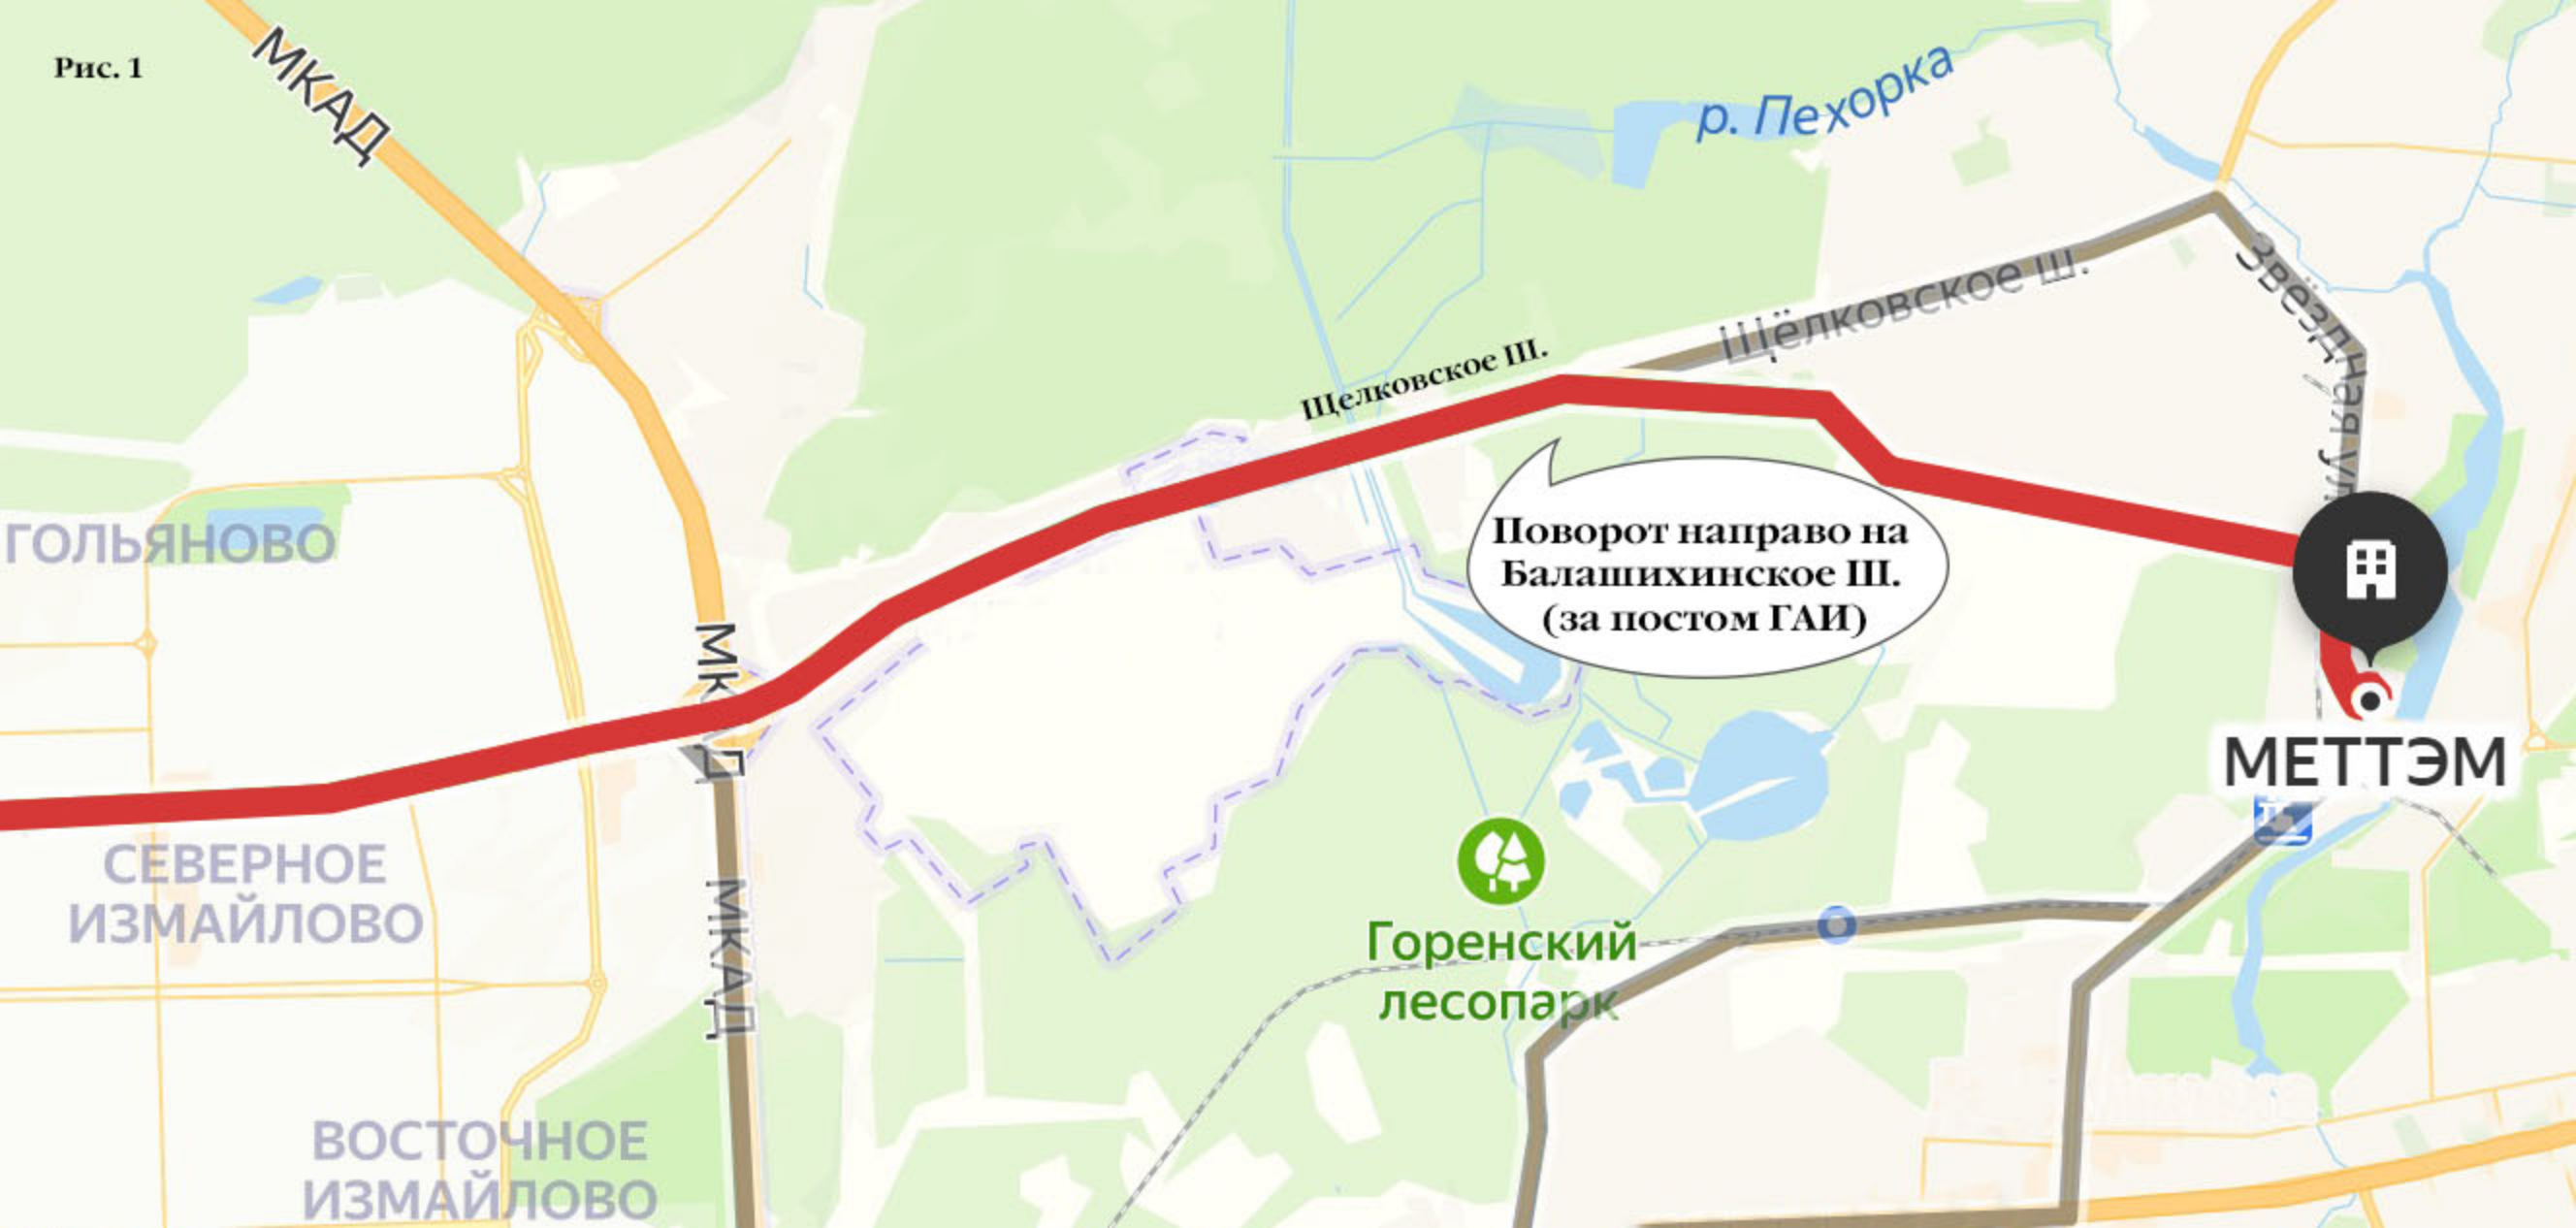 Рис. 1
МКАД
р. Пехорка
Щёлковское ш.
Звёздная ул.
Щелковское Ш.
ГОЛЬЯНОВО
Поворот направо на
Балашихинское Ш.
(за постом ГАИ)
МКАД
МЕТТЭМ
СЕВЕРНОЕ
ИЗМАЙЛОВО
МКАД
Горенский
лесопарк
ВОСТОЧНОЕ
ИЗМАЙЛОВО